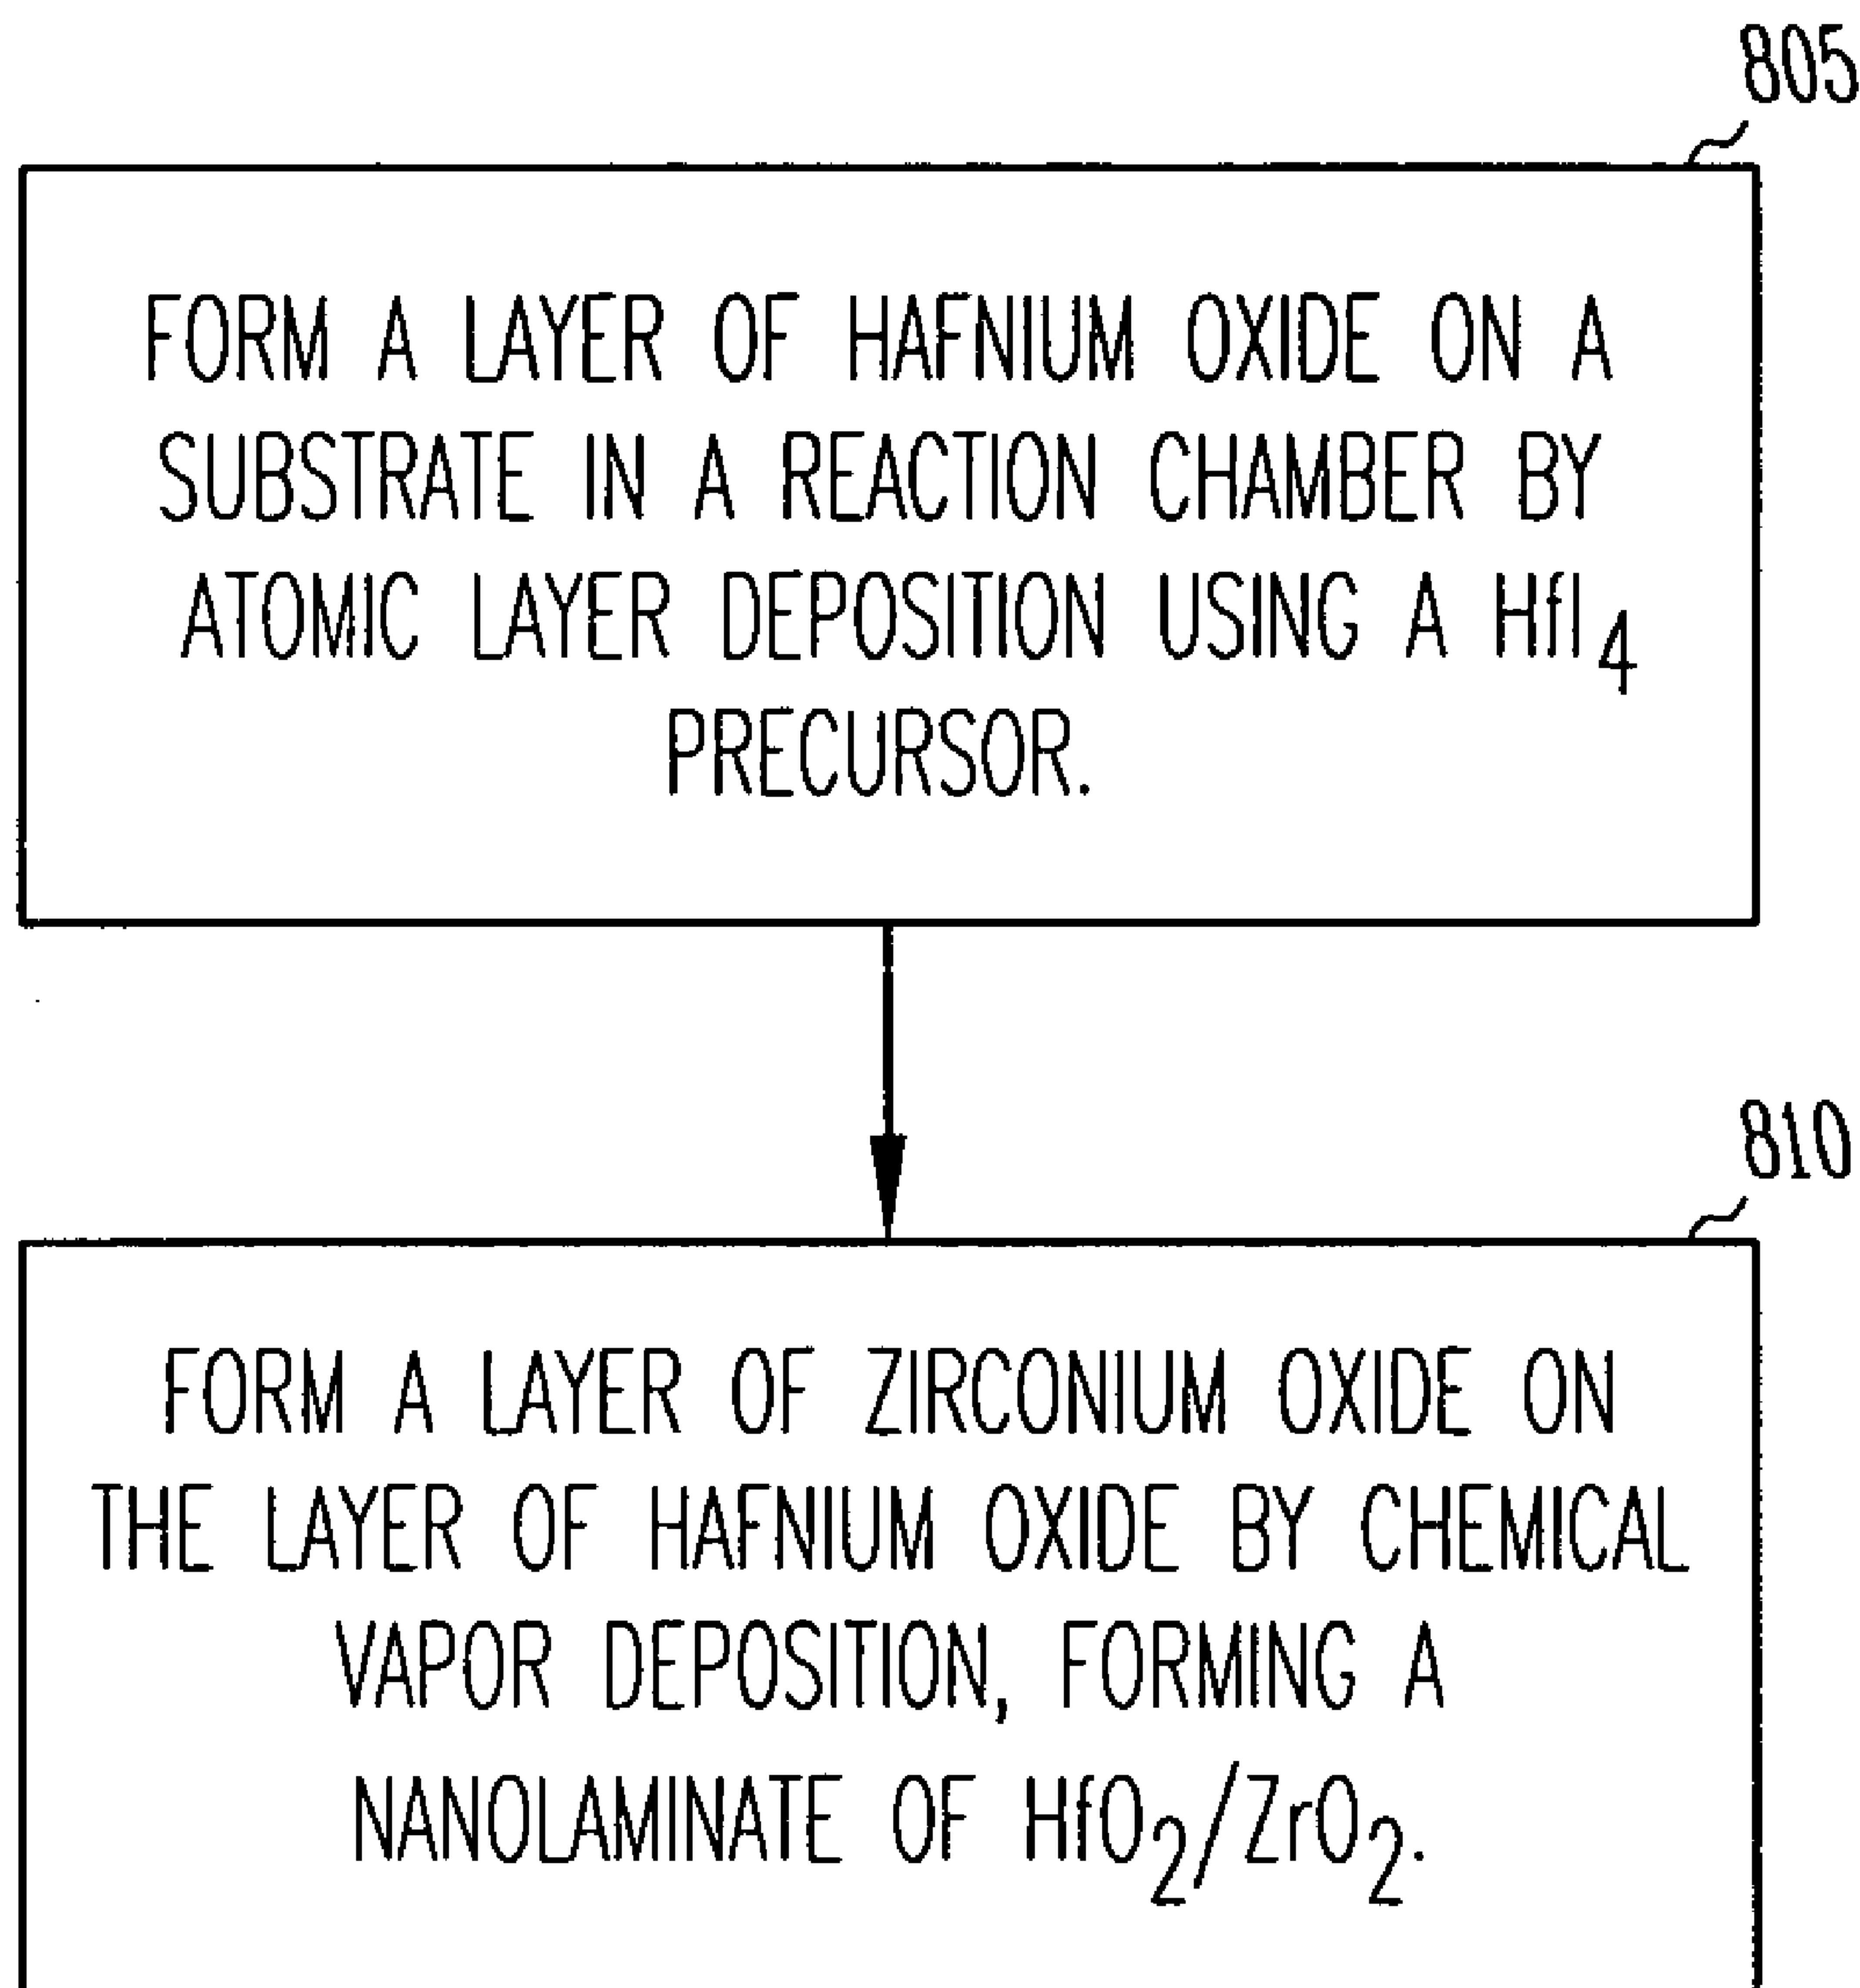 805
FORM A LAYER OF HAFNIUM OXIDE ON A
SUBSTRATE IN A REACTION CHAMBER BY
ATOMIC LAYER DEPOSITION USING A HfI₄
PRECURSOR.
810
FORM A LAYER OF ZIRCONIUM OXIDE ON
THE LAYER OF HAFNIUM OXIDE BY CHEMICAL
VAPOR DEPOSITION, FORMING A
NANOLAMINATE OF HfO₂/ZrO₂.